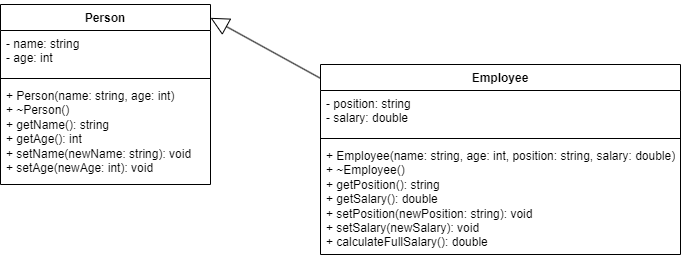 Person
- name: string
- age: int
+ Person(name: string, age: int)
+ ~Person()
+ getName(): string
+ getAge(): int
+ setName(newName: string): void
+ setAge(newAge: int): void
Employee
- position: string
- salary: double
+ Employee(name: string, age: int, position: string, salary: double)
+ ~Employee()
+ getPosition(): string
+ getSalary(): double
+ setPosition(newPosition: string): void
+ setSalary(newSalary): void
+ calculateFullSalary(): double